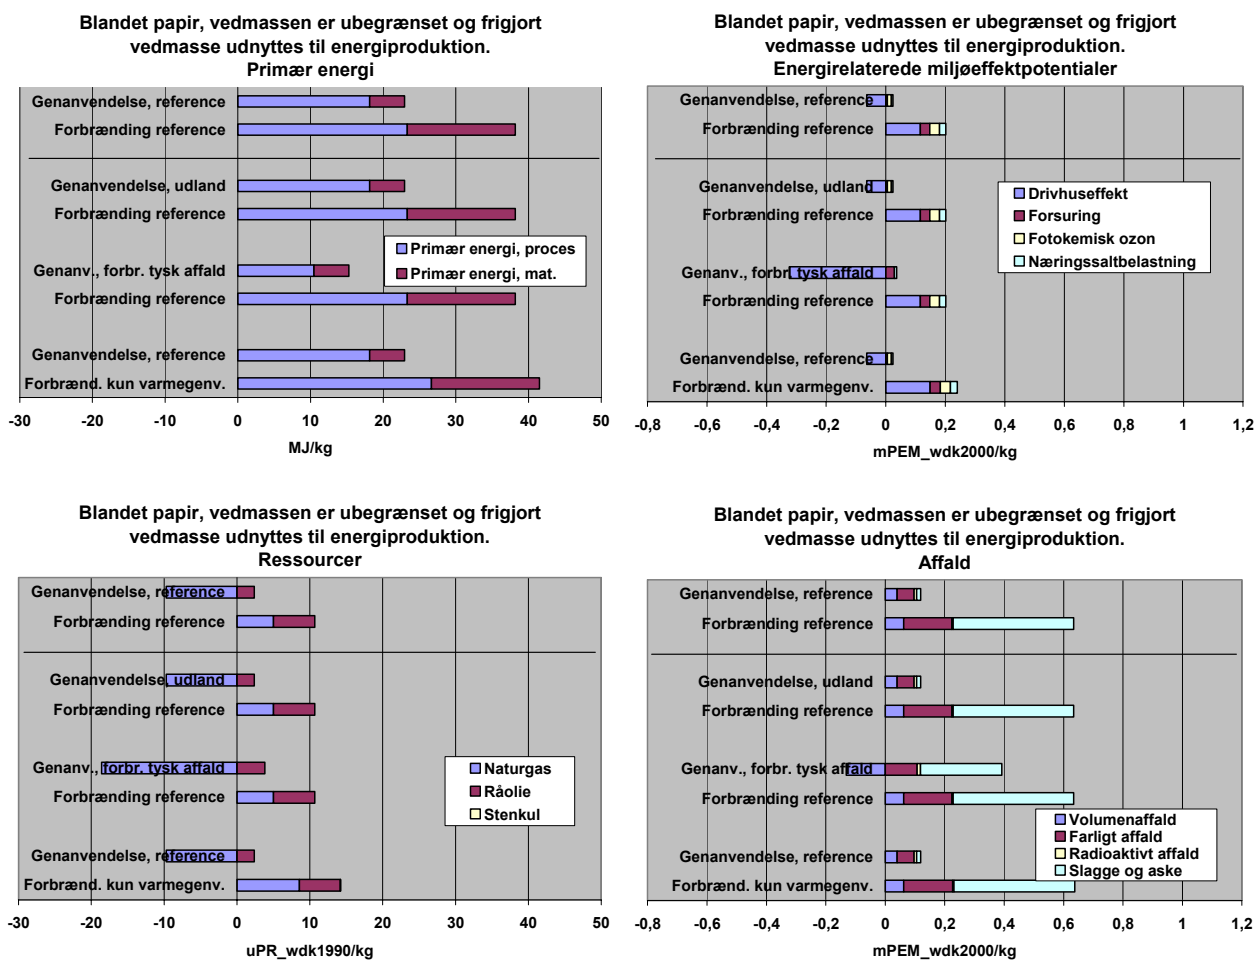 Blandet papir, vedmassen er ubegrænset og frigjort
vedmasse udnyttes til energiproduktion.
Primær energi
Genanvendelse, reference
Forbrænding reference
Genanvendelse, udland
Forbrænding reference
Genanv., forbr. tysk affald
Forbrænding reference
Genanvendelse, reference
Forbrænd. kun varmegenv.
Primær energi, proces
Primær energi, mat.
-30 -20 -10 0 10 20 30 40 50
MJ/kg
Blandet papir, vedmassen er ubegrænset og frigjort
vedmasse udnyttes til energiproduktion.
Energirelaterede miljøeffektpotentialer
Genanvendelse, reference
Forbrænding reference
Genanvendelse, udland
Forbrænding reference
Genanv., forbr. tysk affald
Forbrænding reference
Genanvendelse, reference
Forbrænd. kun varmegenv.
Drivhuseffekt
Forsuring
Fotokemisk ozon
Næringssaltbelastning
-0,8 -0,6 -0,4 -0,2 0 0,2 0,4 0,6 0,8 1 1,2
mPEM_wdk2000/kg
Blandet papir, vedmassen er ubegrænset og frigjort
vedmasse udnyttes til energiproduktion.
Ressourcer
Genanvendelse, reference
Forbrænding reference
Genanvendelse, udland
Forbrænding reference
Genanv., forbr. tysk affald
Forbrænding reference
Genanvendelse, reference
Forbrænd. kun varmegenv.
Naturgas
Råolie
Stenkul
-30 -20 -10 0 10 20 30 40 50
uPR_wdk1990/kg
Blandet papir, vedmassen er ubegrænset og frigjort
vedmasse udnyttes til energiproduktion.
Affald
Genanvendelse, reference
Forbrænding reference
Genanvendelse, udland
Forbrænding reference
Genanv., forbr. tysk affald
Forbrænding reference
Genanvendelse, reference
Forbrænd. kun varmegenv.
Volumenaffald
Farligt affald
Radioaktivt affald
Slagge og aske
-0,8 -0,6 -0,4 -0,2 0 0,2 0,4 0,6 0,8 1 1,2
mPEM_wdk2000/kg